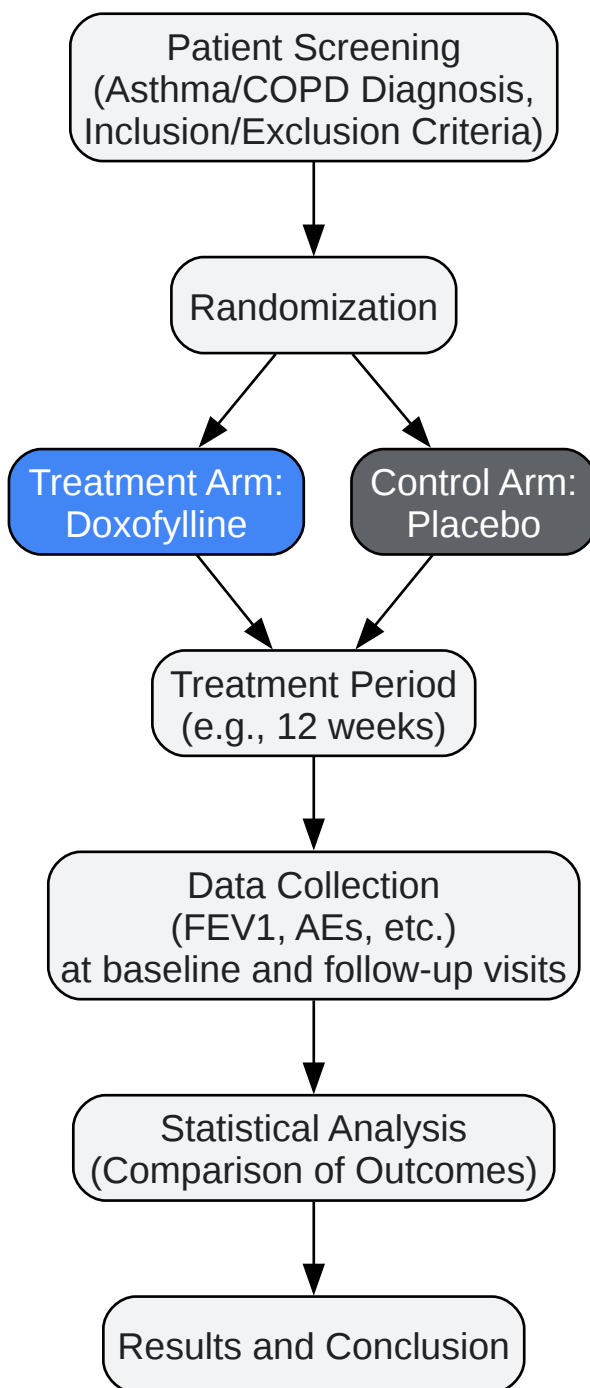 Patient Screening
(Asthma/COPD Diagnosis,
Inclusion/Exclusion Criteria)
Randomization
Treatment Arm:
Doxofylline
Control Arm:
Placebo
Treatment Period
(e.g., 12 weeks)
Data Collection
(FEV1, AEs, etc.)
at baseline and follow-up visits
Statistical Analysis
(Comparison of Outcomes)
Results and Conclusion